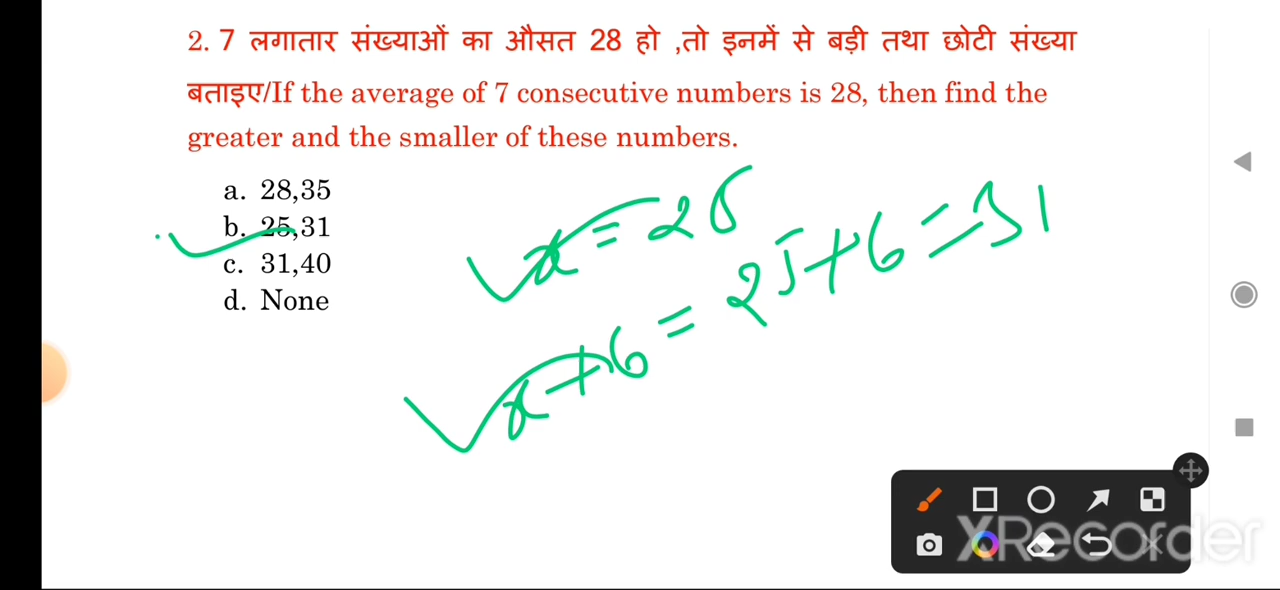 2. 7 लगातार संख्याओं का औसत 28 हो ,तो इनमें से बड़ी तथा छोटी संख्या
बताइए/If the average of 7 consecutive numbers is 28, then find the
greater and the smaller of these numbers.
a. 28,35
b. 25,31
c. 31,40
d. None
x = 25
x+6 = 25+6=31
XRecorder